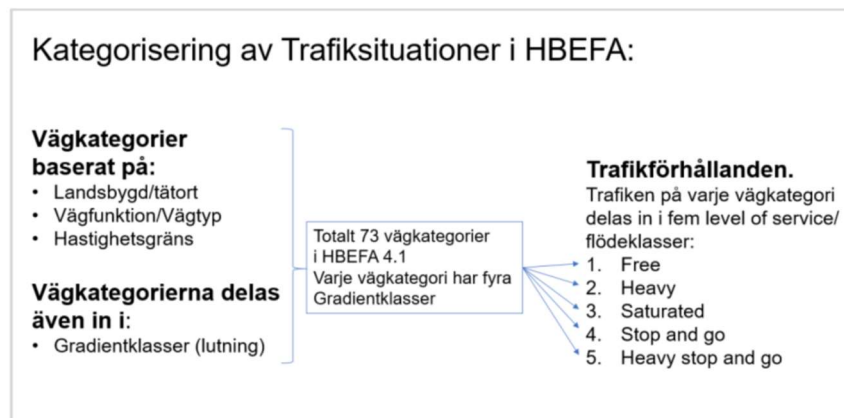 Kategorisering av Trafiksituationer i HBEFA:
Vägkategorier
baserat på:
• Landsbygd/tätort
• Vägfunktion/Vägtyp
• Hastighetsgräns
Vägkategorierna delas
även in i:
• Gradientklasser (lutning)
Totalt 73 vägkategorier
i HBEFA 4.1
Varje vägkategori har fyra
Gradientklasser
Trafikförhållanden.
Trafiken på varje vägkategori
delas in i fem level of service/
flödeklasser:
1. Free
2. Heavy
3. Saturated
4. Stop and go
5. Heavy stop and go